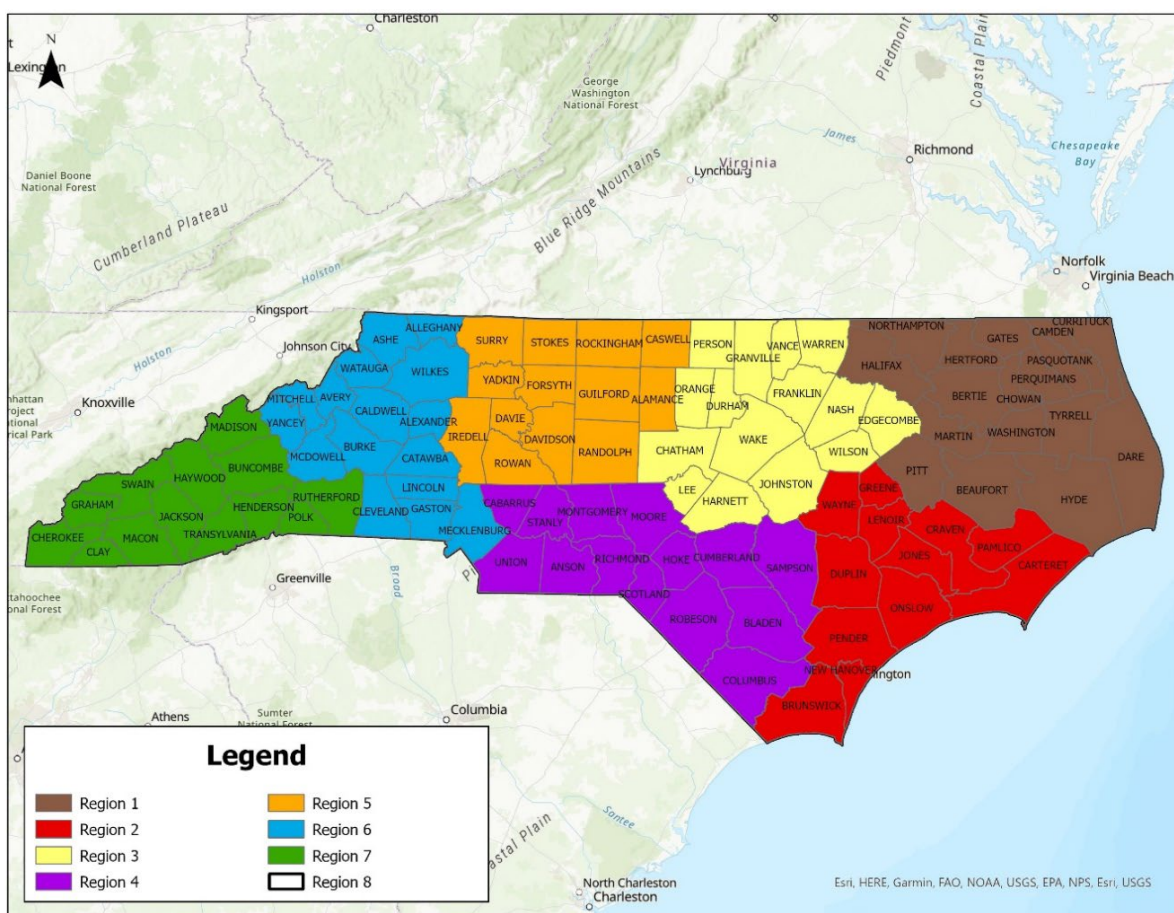 Charleston
N
Lexington
George
Washington
National Forest
Piedmont
Coastal Plain
James
Richmond
Chesapeake
Bay
Virginia
Lynchburg
Daniel Boone
National Forest
Blue Ridge Mountains
Cumberland Plateau
Holston
Norfolk
Virginia Beach
Kingsport
Johnson City
Holston
Knoxville
Project
ASHE
ALLEGHANY
SURRY
STOKES
ROCKINGHAM
CASWELL
PERSON
GRANVILLE
VANCE
WARREN
NORTHAMPTON
GATES
CAMDEN
CURRITUCK
WATAUGA
WILKES
HALIFAX
HERTFORD
PASQUOTANK
PERQUIMANS
MITCHELL
AVERY
YADKIN
FORSYTH
GUILFORD
ALAMANCE
ORANGE
DURHAM
FRANKLIN
NASH
EDGECOMBE
BERTIE
CHOWAN
TYRRELL
YANCEY
CALDWELL
ALEXANDER
IREDELL
DAVIE
DAVIDSON
RANDOLPH
CHATHAM
WAKE
WILSON
MARTIN
WASHINGTON
DARE
MADISON
BUNCOMBE
MCDOWELL
BURKE
CATAWBA
ROWAN
PITT
BEAUFORT
HYDE
SWAIN
HAYWOOD
RUTHERFORD
LINCOLN
LEE
HARNETT
JOHNSTON
WAYNE
GREENE
GRAHAM
JACKSON
HENDERSON
POLK
CLEVELAND
GASTON
MECKLENBURG
CABARRUS
STANLY
MONTGOMERY
MOORE
LENOIR
CRAVEN
PAMLICO
CARTERET
CHEROKEE
CLAY
MACON
TRANSYLVANIA
UNION
ANSON
RICHMOND
HOKE
CUMBERLAND
SAMPSON
DUPLIN
JONES
SCOTLAND
ROBESON
BLADEN
ONSLOW
PENDER
COLUMBUS
NEW HANOVER
BRUNSWICK
Greenville
Broad
Athens
Sumter
National Forest
Columbia
Santee
North Charleston
Charleston
Legend
Region 1
Region 2
Region 3
Region 4
Region 5
Region 6
Region 7
Region 8
Esri, HERE, Garmin, FAO, NOAA, USGS, EPA, NPS, Esri, USGS